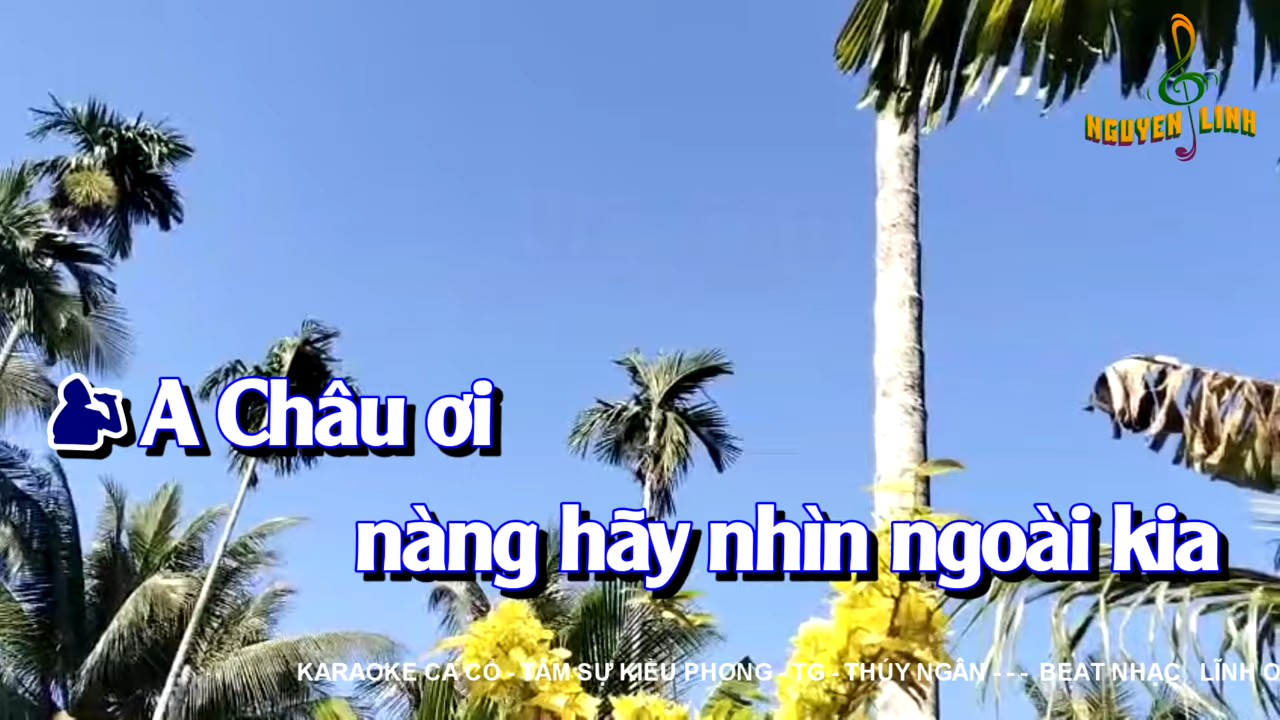 NGUYEN LINH
A Châu ơi
nàng hãy nhìn ngoài kia
KARAOKE CA CỔ - TÂM SỰ KIỀU PHONG - TG - THÚY NGÂN - - - BEAT NHẠC LĨNH